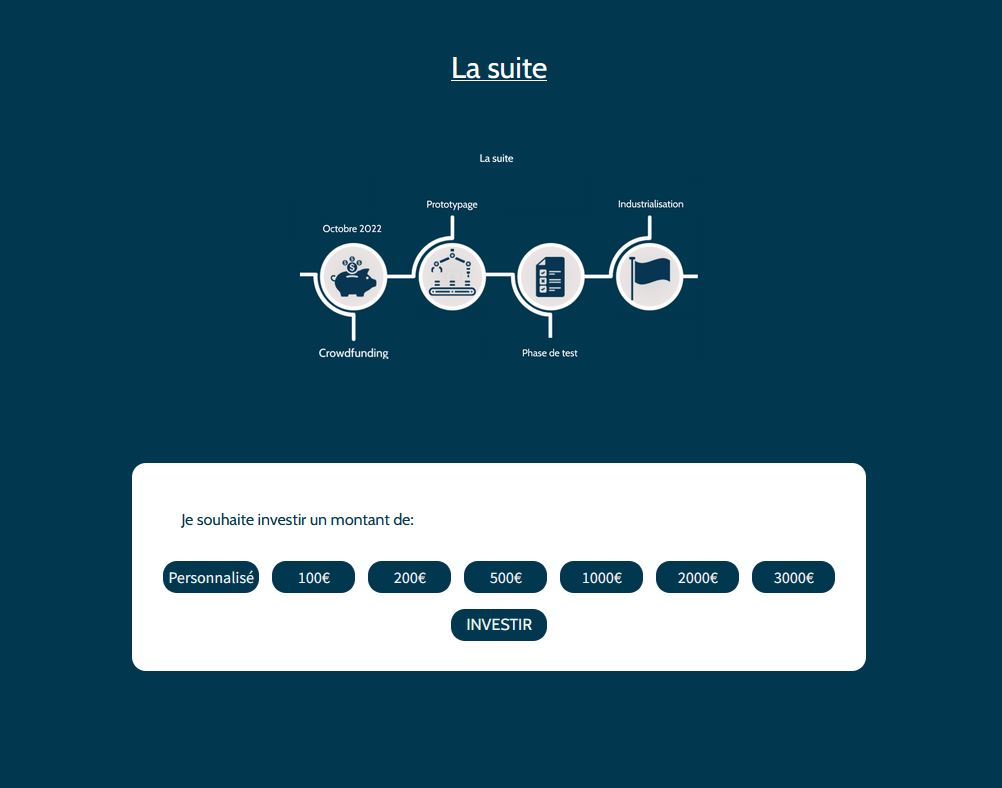 La suite
La suite
Prototypage
Industrialisation
Octobre 2022
Crowdfunding
Phase de test
Je souhaite investir un montant de:
Personnalisé 100€ 200€ 500€ 1000€ 2000€ 3000€
INVESTIR